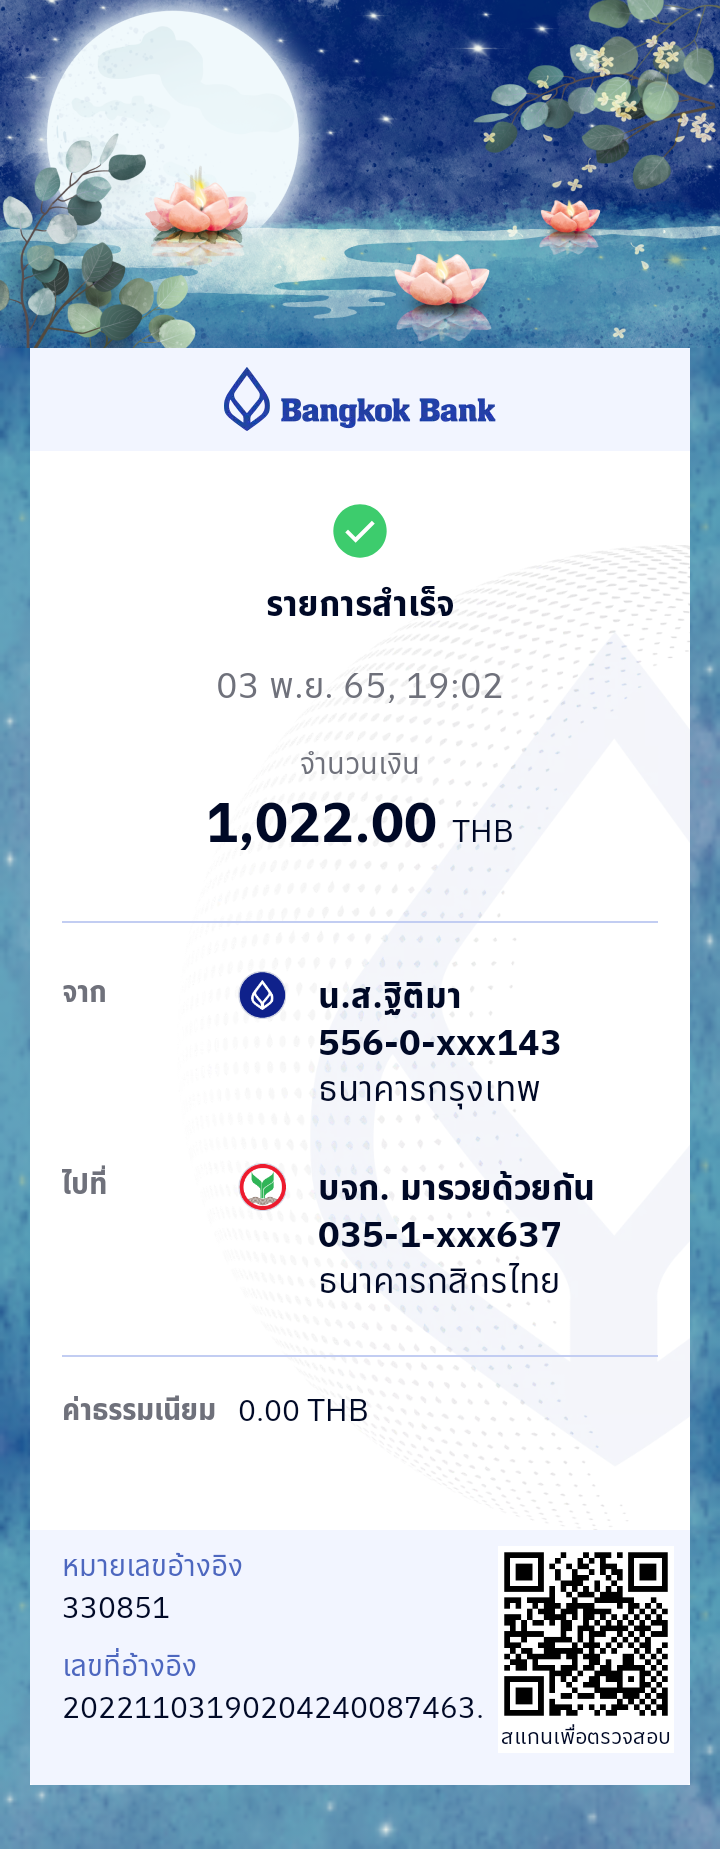 Bangkok Bank
รายการสำเร็จ
03 พ.ย. 65, 19:02
จำนวนเงิน
1,022.00 THB
จาก
น.ส.ฐิติมา
556-0-xxx143
ธนาคารกรุงเทพ
ไปที่
บจก. มารวยด้วยกัน
035-1-xxx637
ธนาคารกสิกรไทย
ค่าธรรมเนียม 0.00 THB
หมายเลขอ้างอิง
330851
เลขที่อ้างอิง
20221103190204240087463.
สแกนเพื่อตรวจสอบ